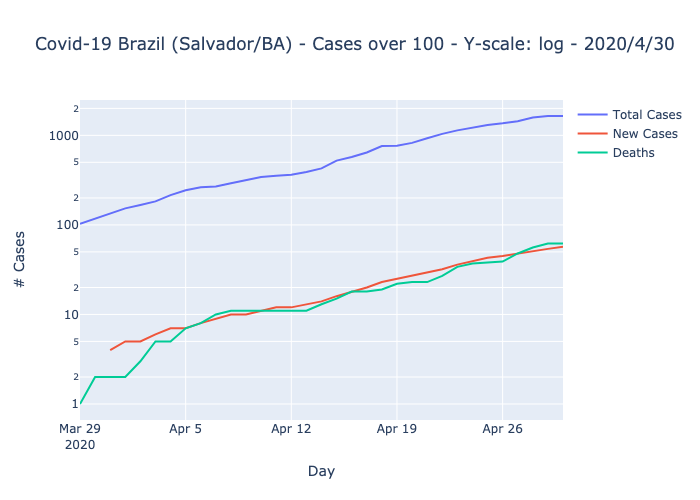 Covid-19 Brazil (Salvador/BA) - Cases over 100 - Y-scale: log - 2020/4/30
Total Cases
New Cases
Deaths
# Cases
2
1000
5
2
100
5
2
10
5
2
1
Mar 29
2020
Apr 5
Apr 12
Apr 19
Apr 26
Day